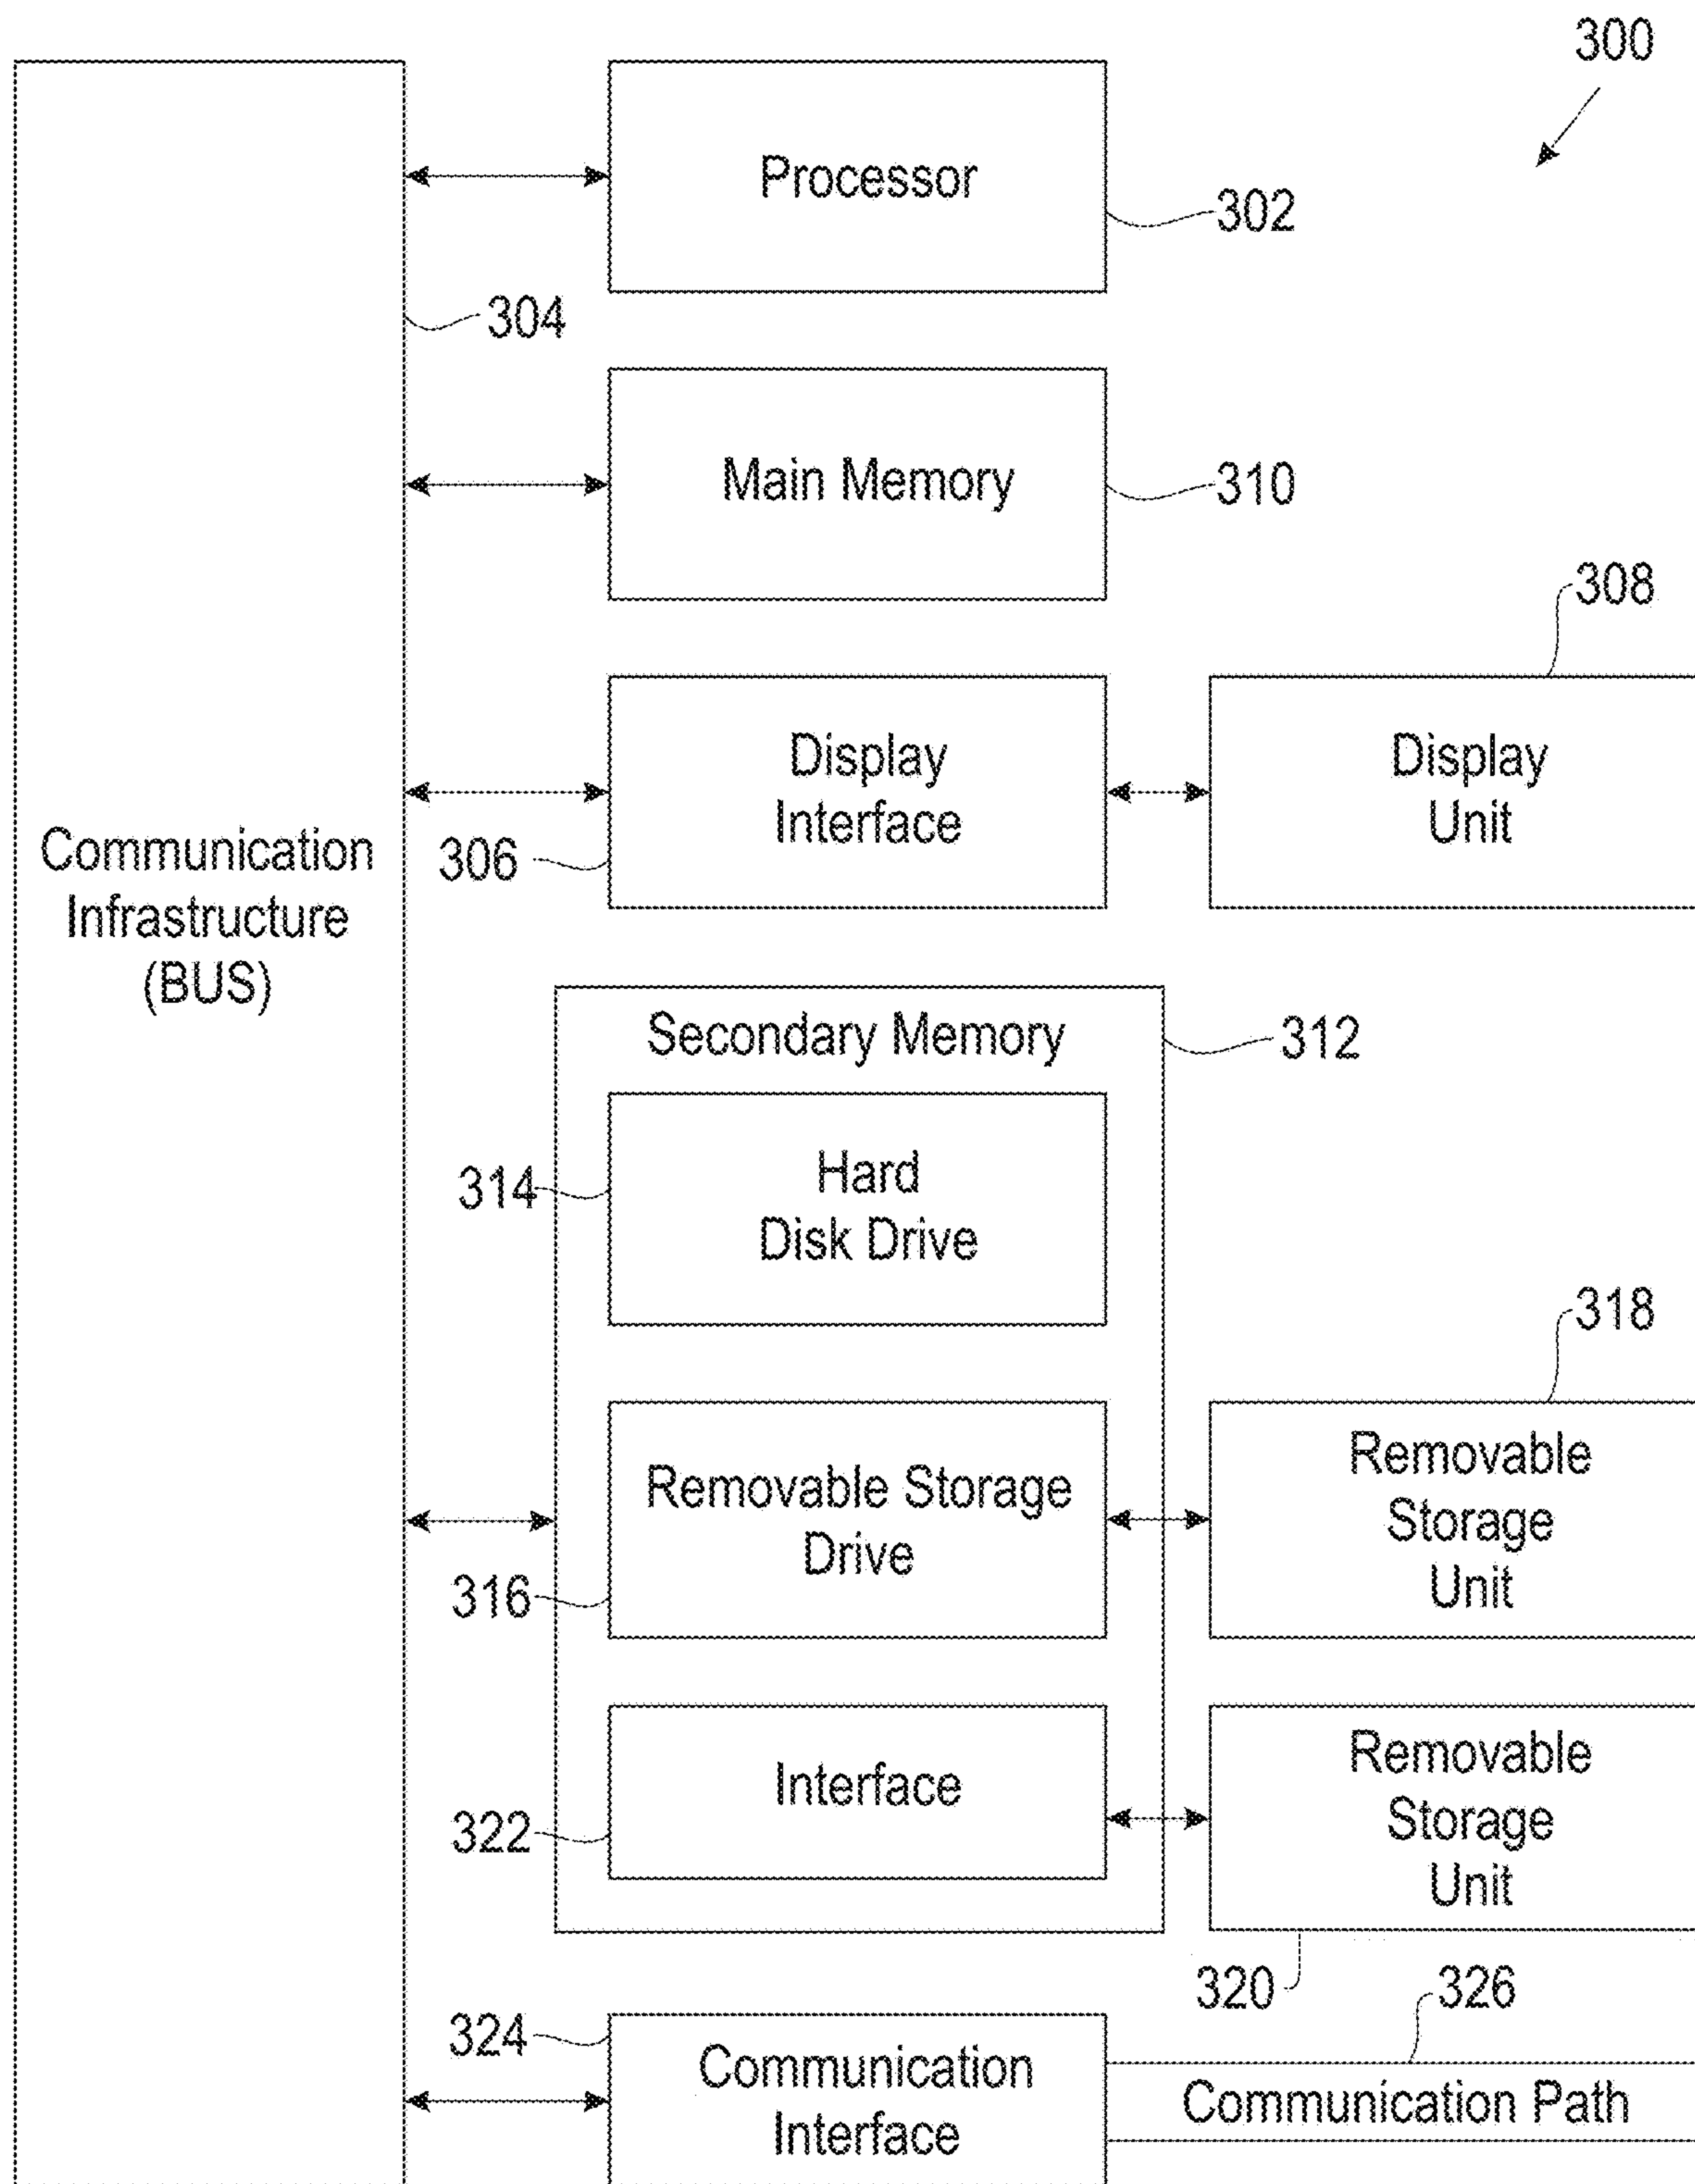 300
Processor
302
304
Main Memory
310
308
Display
Interface
306
Display
Unit
Communication
Infrastructure
(BUS)
Secondary Memory
312
314
Hard
Disk Drive
318
Removable Storage
Drive
316
Removable
Storage
Unit
Interface
322
Removable
Storage
Unit
320
326
324
Communication
Interface
Communication Path